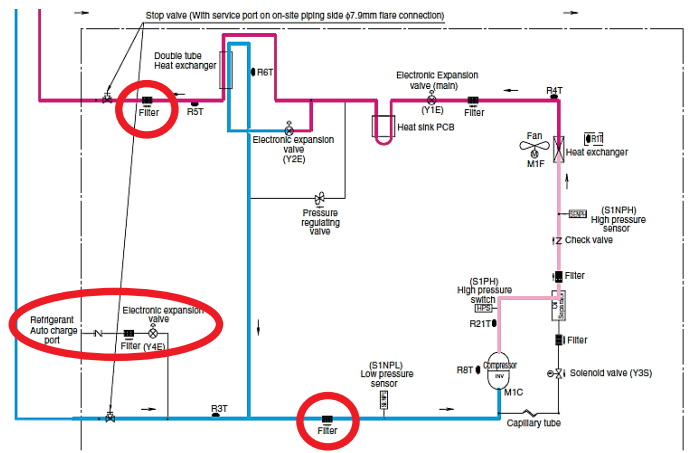 Stop valve (With service port on on-site piping side ϕ7.9mm flare connection)
Double tube
Heat exchanger
R6T
Electronic Expansion
valve (main)
(Y1E)
Filter
R4T
Filter
R5T
Electronic expansion
valve
(Y2E)
Heat sink PCB
Fan
M1F
R1T
Heat exchanger
Pressure
regulating
valve
(S1NPH)
High pressure
sensor
SENPH
Check valve
(S1PH)
High pressure
switch
HPS
Filter
Oil
R21T
Refrigerant
Auto charge
port
Electronic expansion
valve
Filter (Y4E)
Filter
(S1NPL)
Low pressure
sensor
R8T
Compressor
INV
M1C
Solenoid valve (Y3S)
R3T
Filter
Capillary tube